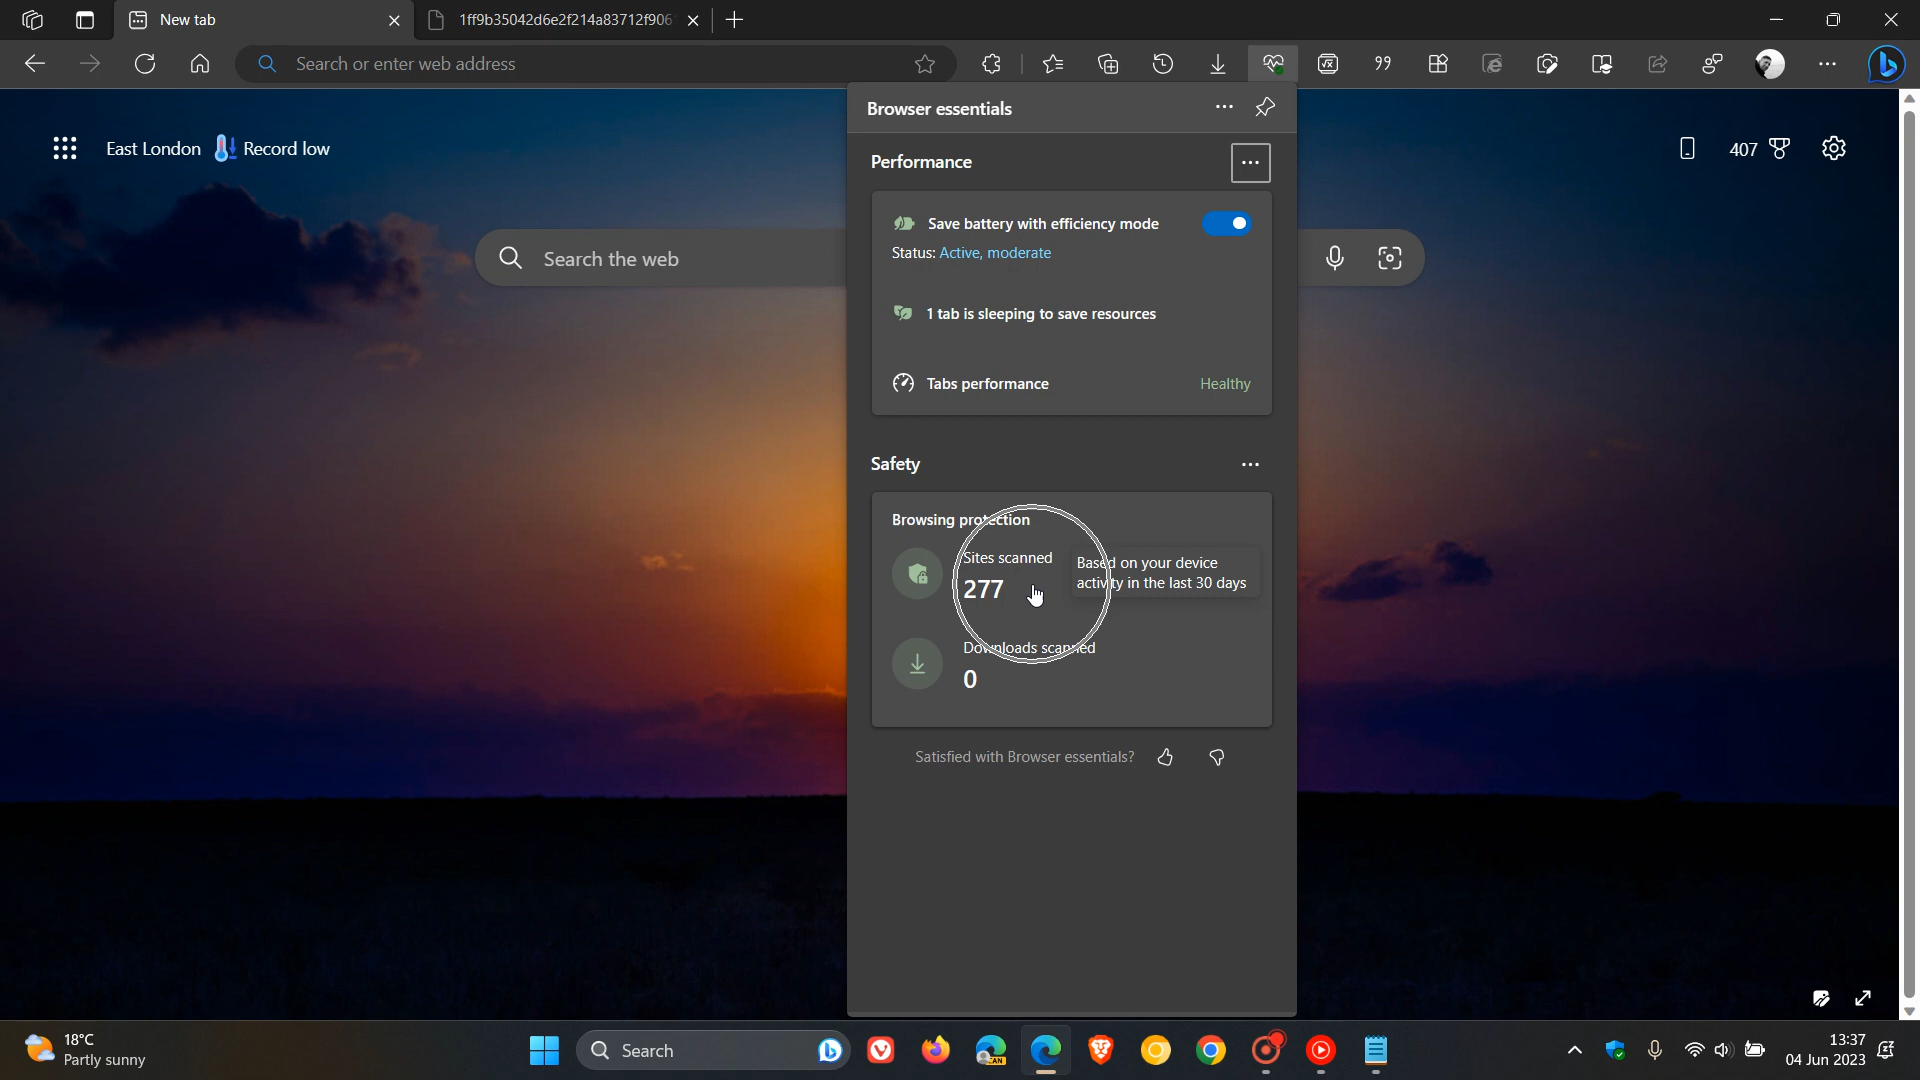 New tab
1ff9b35042d6e2f214a83712f906
Search or enter web address
Browser essentials
East London
Record low
407
Performance
Save battery with efficiency mode
Status: Active, moderate
Search the web
1 tab is sleeping to save resources
Tabs performance
Healthy
Safety
Browsing protection
Sites scanned
277
Based on your device
activity in the last 30 days
Downloads scanned
0
Satisfied with Browser essentials?
18°C
Partly sunny
Search
CAN
13:37
04 Jun 2023